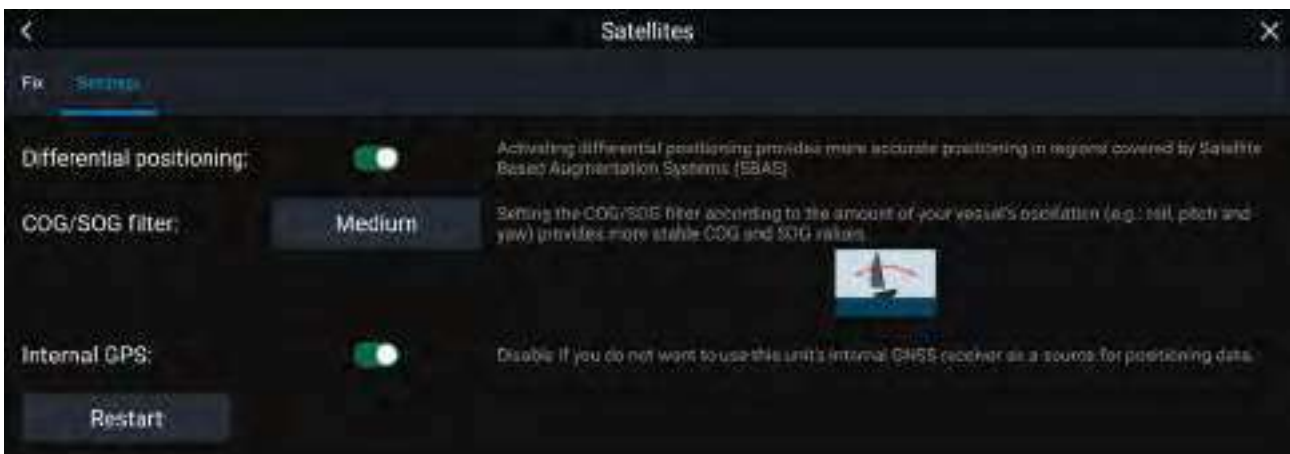 Satellites
Fix Settings
Differential positioning:
Activating differential positioning provides more accurate positioning in regions covered by Satellite
Based Augmentation Systems (SBAS)
COG/SOG filter:
Medium
Setting the COG/SOG filter according to the amount of your vessel's oscillation (e.g.: roll, pitch and
yaw) provides more stable COG and SOG values.
Internal GPS:
Disable if you do not want to use this unit's internal GNSS receiver as a source for positioning data.
Restart